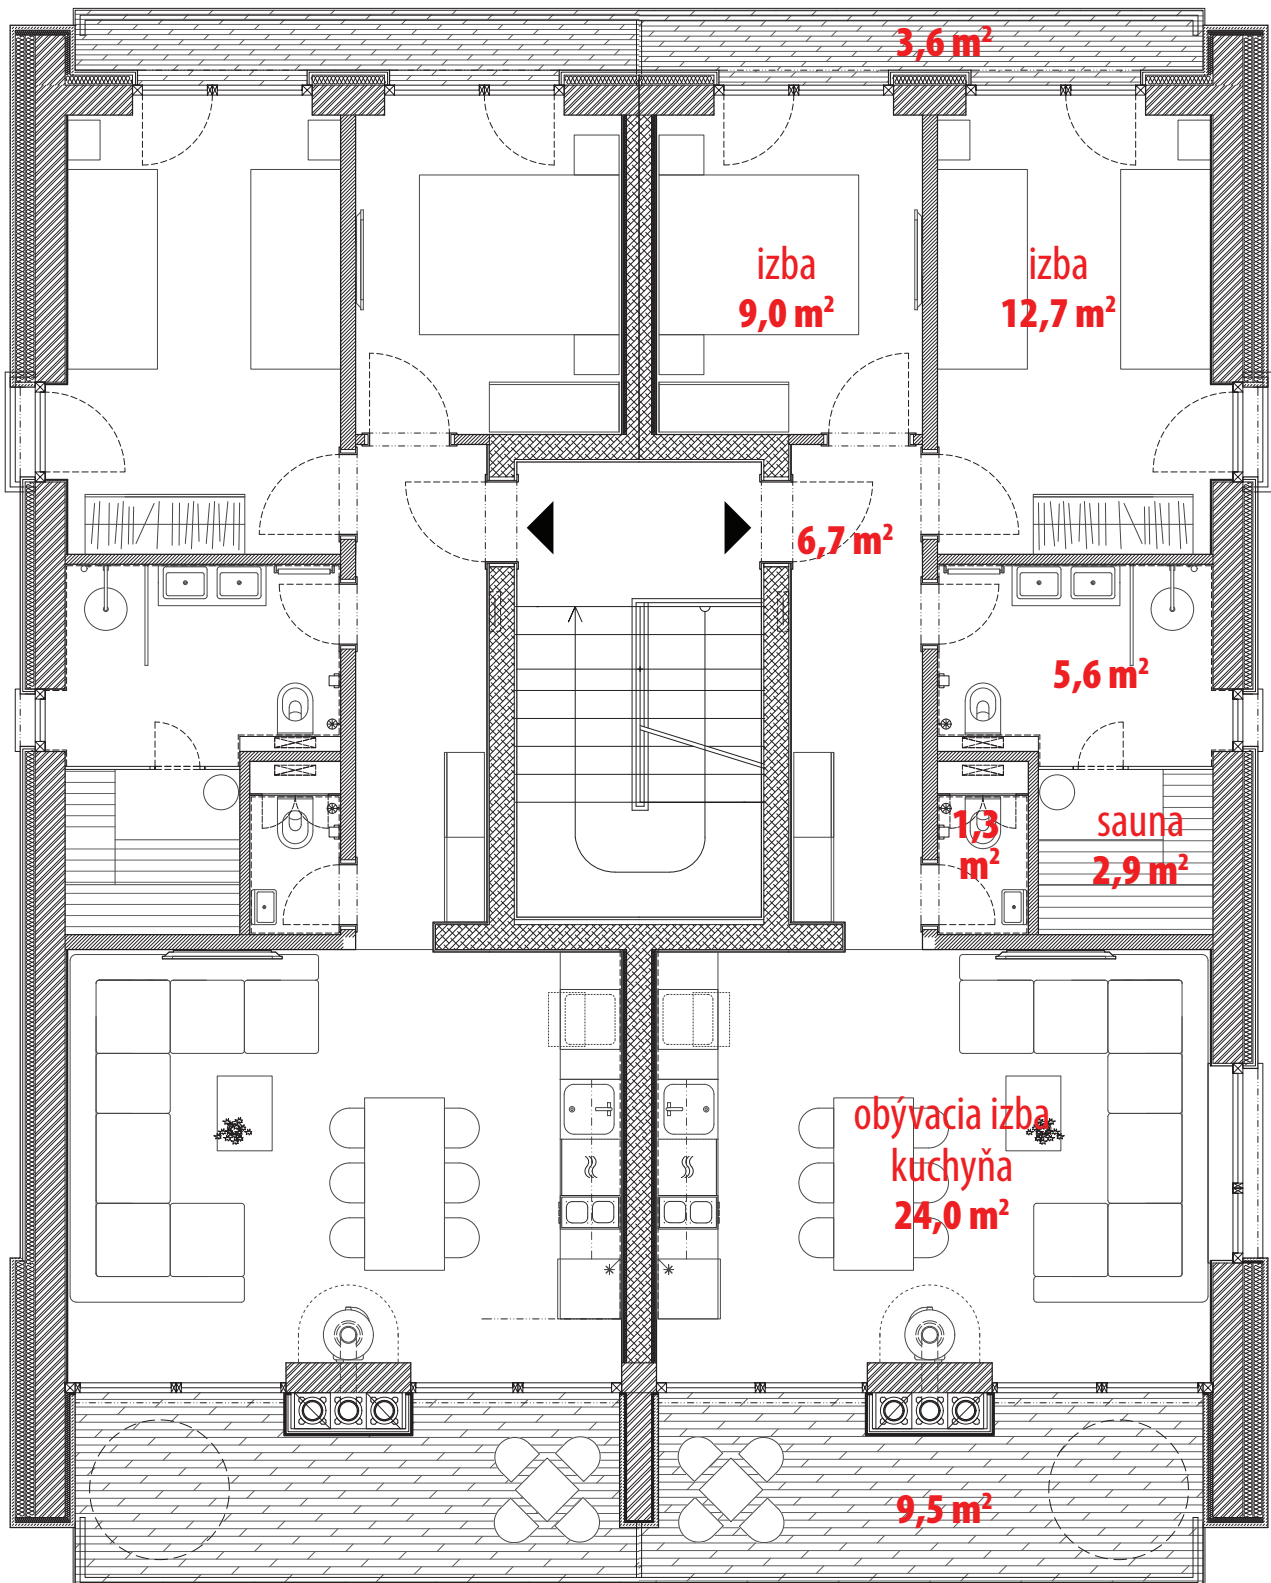 3,6 m²
izba
9,0 m²
izba
12,7 m²
6,7 m²
5,6 m²
1,3
m²
sauna
2,9 m²
obývacia izba
kuchyňa
24,0 m²
9,5 m²